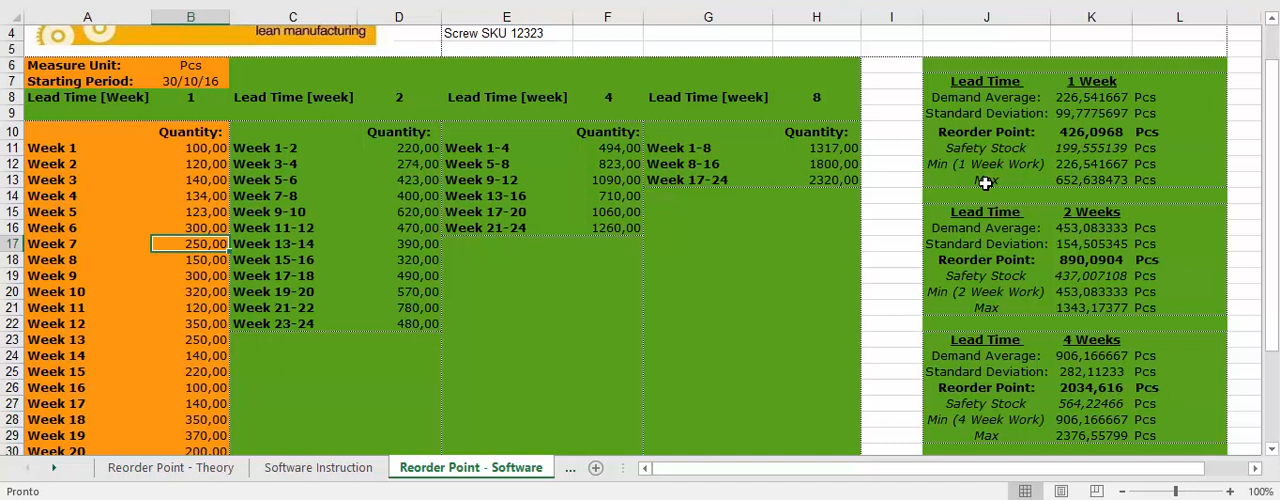 A B C D E F G H I J K L
4 lean manufacturing Screw SKU 12323
5
6 Measure Unit: Pcs
7 Starting Period: 30/10/16 Lead Time 1 Week
8 Lead Time [Week] 1 Lead Time [week] 2 Lead Time [week] 4 Lead Time [week] 8 Demand Average: 226,541667 Pcs
9 Standard Deviation: 99,7775697 Pcs
10 Quantity: Quantity: Quantity: Quantity: Reorder Point: 426,0968 Pcs
11 Week 1 100,00 Week 1-2 220,00 Week 1-4 494,00 Week 1-8 1317,00 Safety Stock 199,555139 Pcs
12 Week 2 120,00 Week 3-4 274,00 Week 5-8 823,00 Week 8-16 1800,00 Min (1 Week Work) 226,541667 Pcs
13 Week 3 140,00 Week 5-6 423,00 Week 9-12 1090,00 Week 17-24 2320,00 Max 652,638473 Pcs
14 Week 4 134,00 Week 7-8 400,00 Week 13-16 710,00
15 Week 5 123,00 Week 9-10 620,00 Week 17-20 1060,00 Lead Time 2 Weeks
16 Week 6 300,00 Week 11-12 470,00 Week 21-24 1260,00 Demand Average: 453,083333 Pcs
17 Week 7 250,00 Week 13-14 390,00 Standard Deviation: 154,505345 Pcs
18 Week 8 150,00 Week 15-16 320,00 Reorder Point: 890,0904 Pcs
19 Week 9 300,00 Week 17-18 490,00 Safety Stock 437,007108 Pcs
20 Week 10 320,00 Week 19-20 570,00 Min (2 Week Work) 453,083333 Pcs
21 Week 11 120,00 Week 21-22 780,00 Max 1343,17377 Pcs
22 Week 12 350,00 Week 23-24 480,00
23 Week 13 250,00 Lead Time 4 Weeks
24 Week 14 140,00 Demand Average: 906,166667 Pcs
25 Week 15 220,00 Standard Deviation: 282,11233 Pcs
26 Week 16 100,00 Reorder Point: 2034,616 Pcs
27 Week 17 140,00 Safety Stock 564,22466 Pcs
28 Week 18 350,00 Min (4 Week Work) 906,166667 Pcs
29 Week 19 370,00 Max 2376,55799 Pcs
30 Week 20 200,00
Reorder Point - Theory Software Instruction Reorder Point - Software ...
Pronto 100%